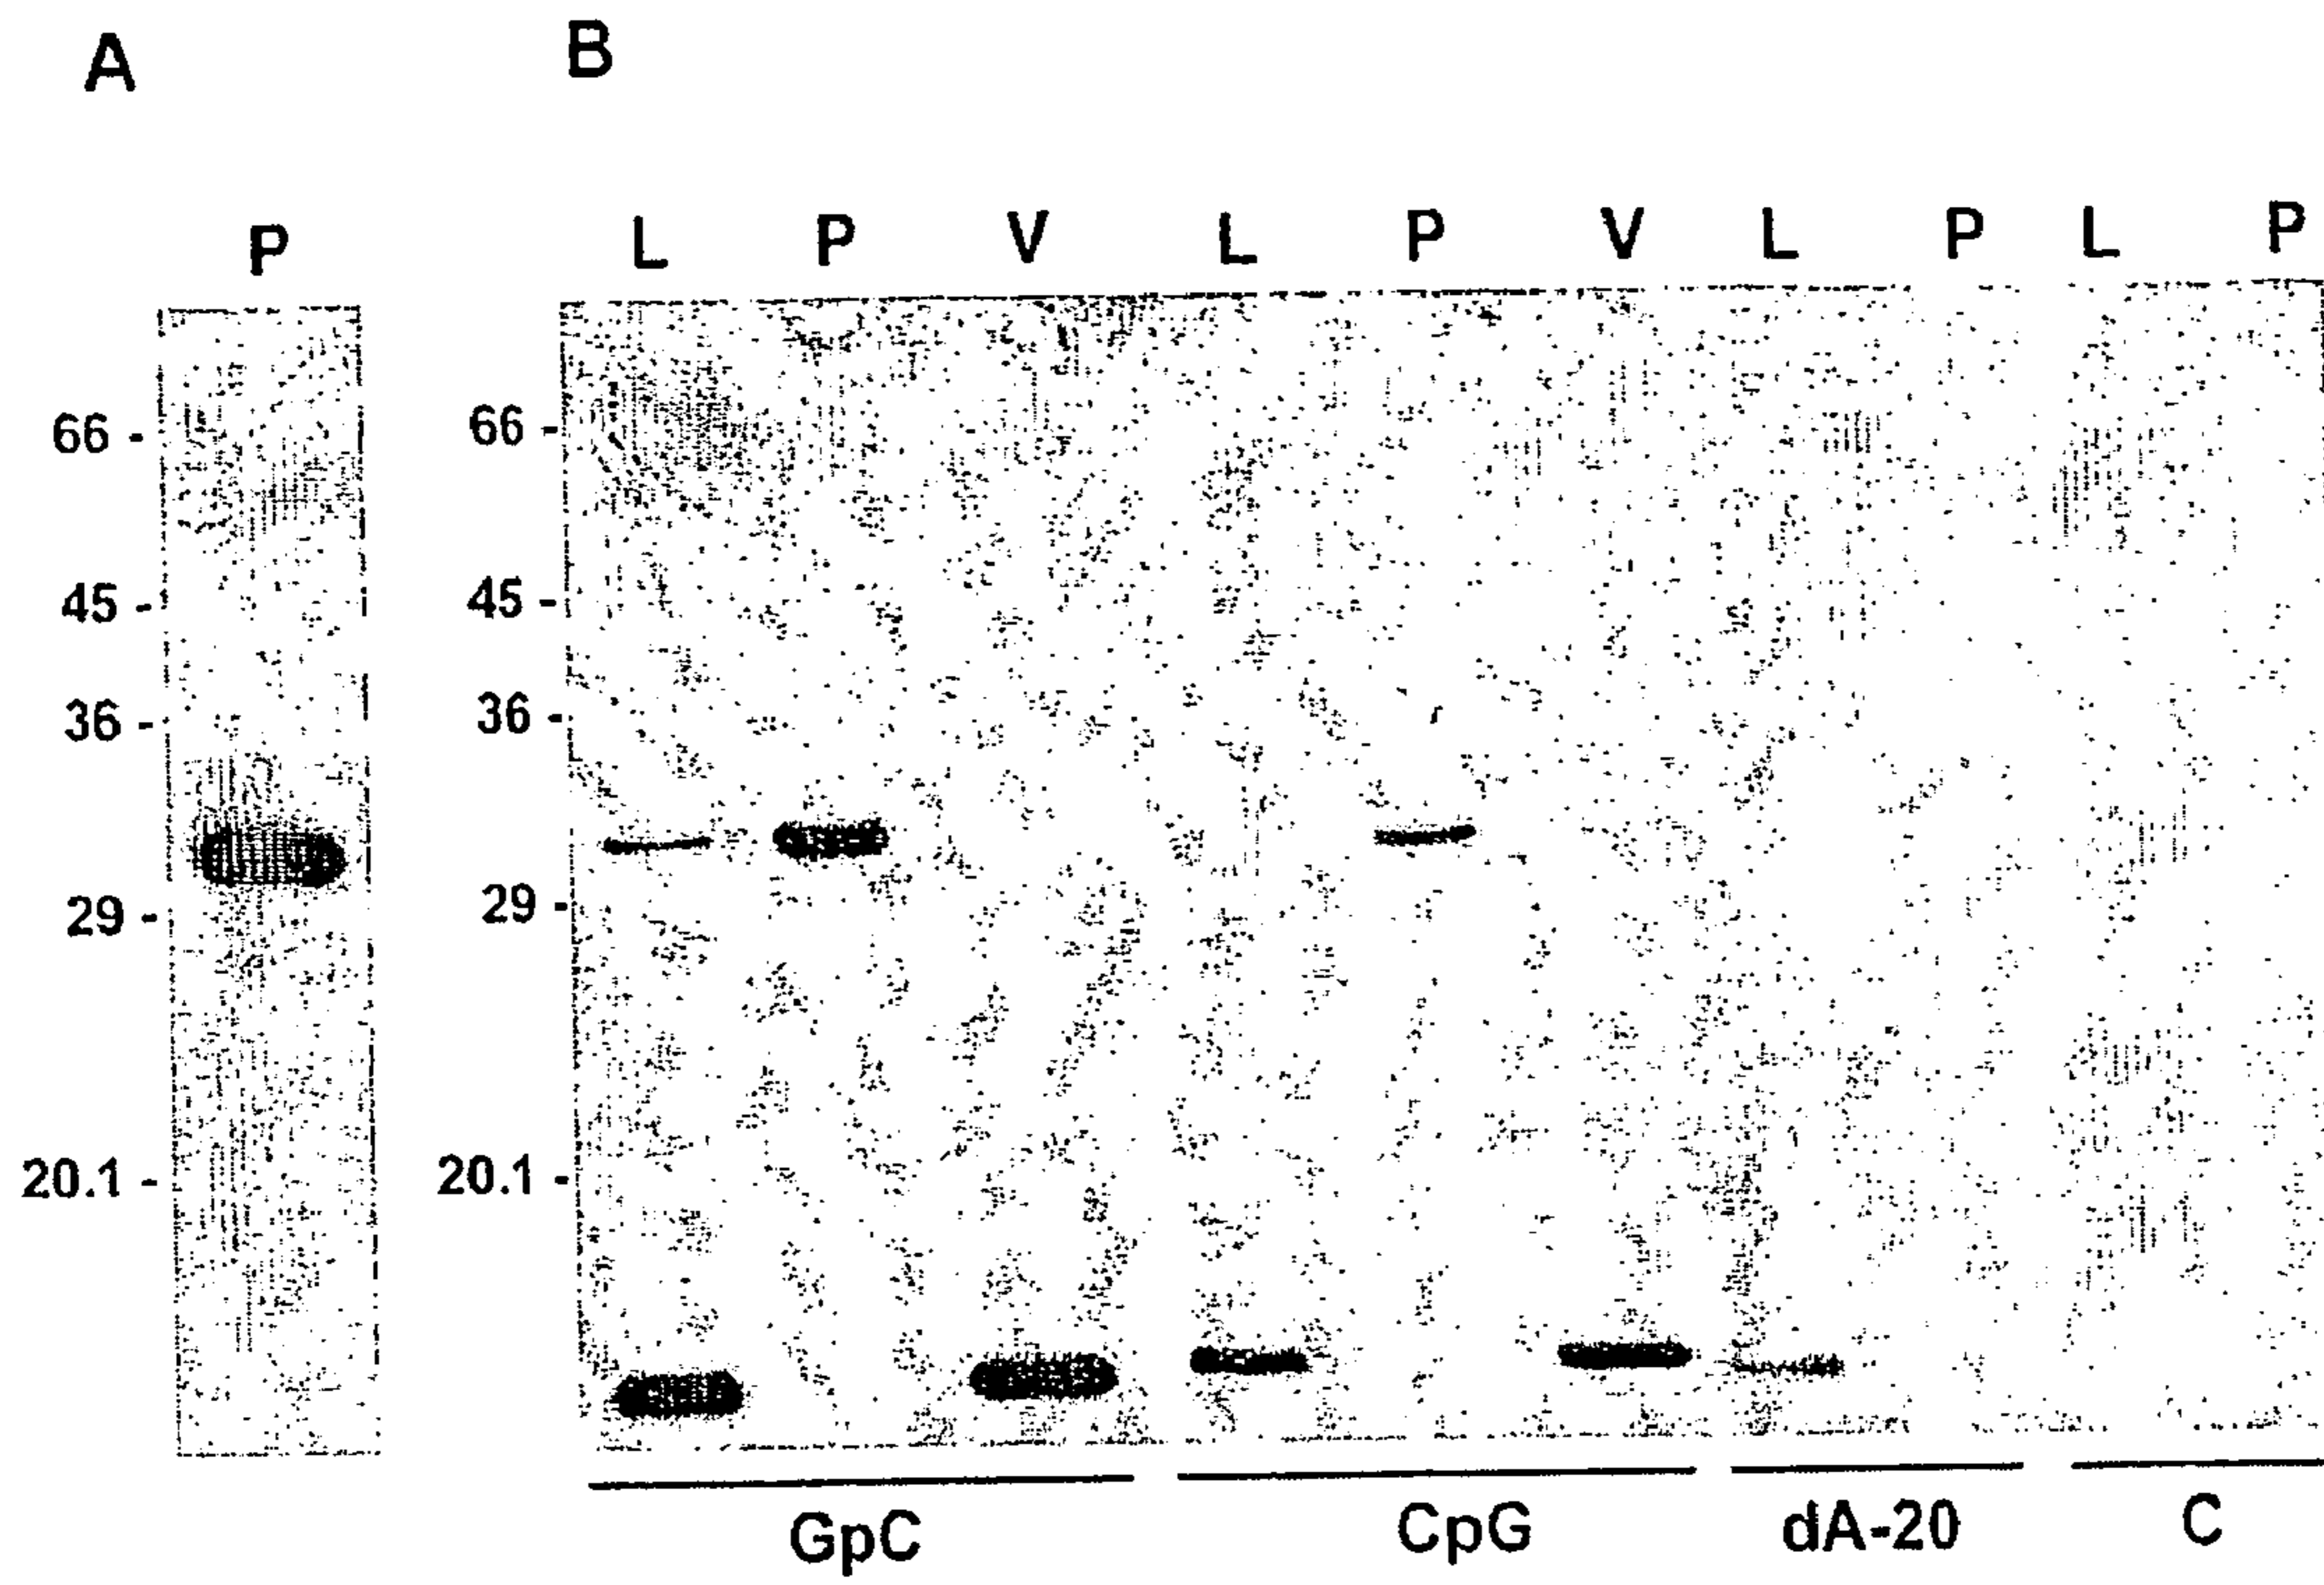 A B
P L P V L P V L P L P
66 - 66 -
45 - 45 -
36 - 36 -
29 - 29 -
20.1 - 20.1 -
GpC CpG dA-20 C